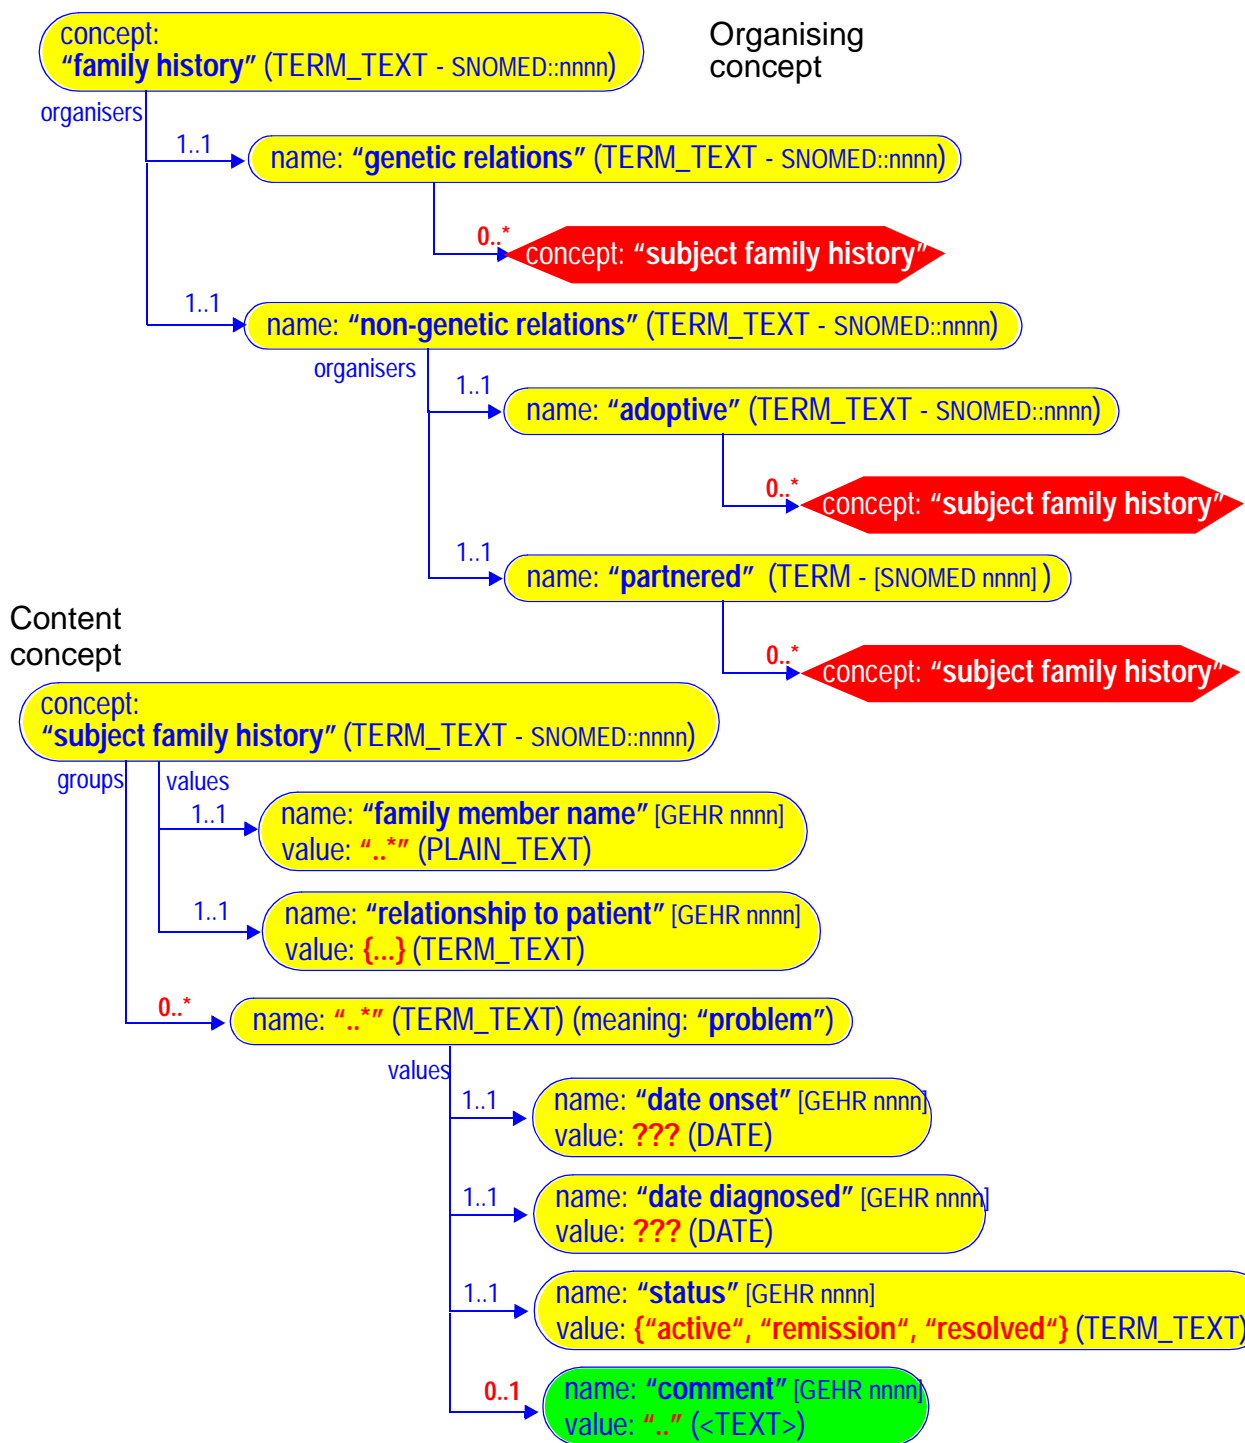 concept:
“family history” (TERM_TEXT - SNOMED::nnnn)
Organising
concept
organisers
1..1
name: “genetic relations” (TERM_TEXT - SNOMED::nnnn)
0..*
concept: “subject family history”
1..1
name: “non-genetic relations” (TERM_TEXT - SNOMED::nnnn)
organisers
1..1
name: “adoptive” (TERM_TEXT - SNOMED::nnnn)
0..*
concept: “subject family history”
1..1
name: “partnered” (TERM - [SNOMED nnnn] )
0..*
concept: “subject family history”
Content
concept
concept:
“subject family history” (TERM_TEXT - SNOMED::nnnn)
groups
values
1..1
name: “family member name” [GEHR nnnn]
value: “..*” (PLAIN_TEXT)
1..1
name: “relationship to patient” [GEHR nnnn]
value: {...} (TERM_TEXT)
0..*
name: “..*” (TERM_TEXT) (meaning: “problem”)
values
1..1
name: “date onset” [GEHR nnnn]
value: ??? (DATE)
1..1
name: “date diagnosed” [GEHR nnnn]
value: ??? (DATE)
1..1
name: “status” [GEHR nnnn]
value: {“active“, “remission“, “resolved“} (TERM_TEXT)
0..1
name: “comment” [GEHR nnnn]
value: “..” (<TEXT>)